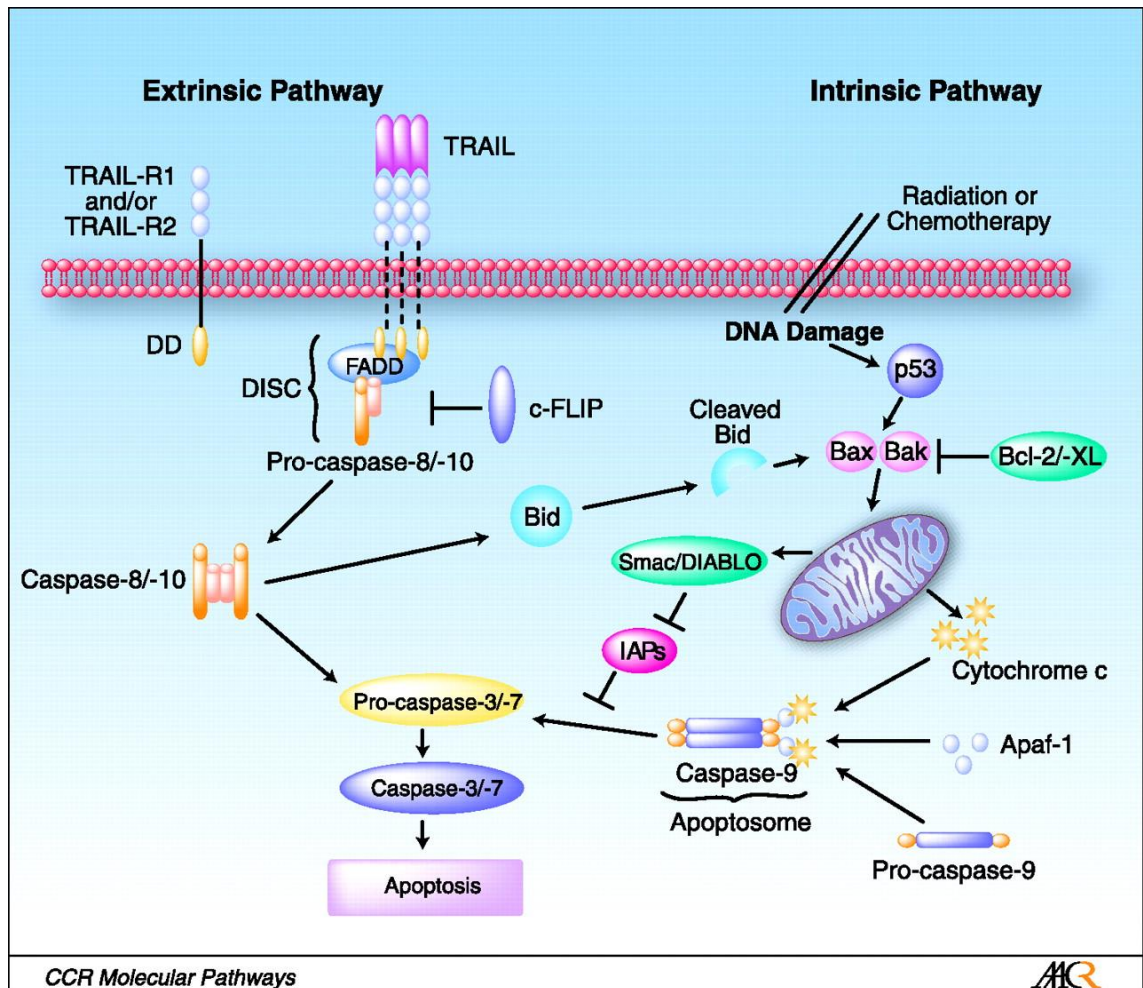 Extrinsic Pathway
Intrinsic Pathway
TRAIL
TRAIL-R1
and/or
TRAIL-R2
Radiation or
Chemotherapy
DD
DNA Damage
FADD
DISC
p53
c-FLIP
Cleaved
Bid
Pro-caspase-8/-10
Bax
Bak
Bcl-2/-XL
Bid
Caspase-8/-10
Smac/DIABLO
IAPs
Cytochrome c
Pro-caspase-3/-7
Apaf-1
Caspase-9
Caspase-3/-7
Apoptosome
Pro-caspase-9
Apoptosis
CCR Molecular Pathways
AACR